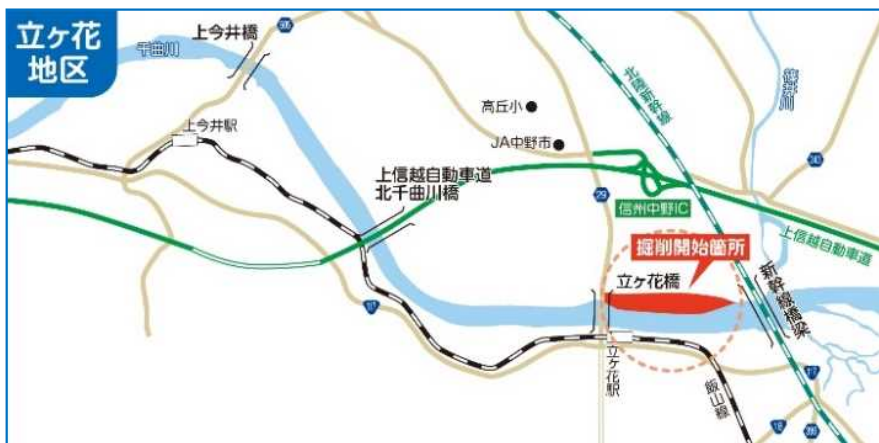 立ヶ花
地区
上今井橋
千曲川
上今井駅
高丘小
JA中野市
北陸新幹線
篠井川
上信越自動車道
北千曲川橋
29
信州中野IC
上信越自動車道
掘削開始箇所
立ヶ花橋
新幹線橋梁
117
立ヶ花駅
飯山線
117
18